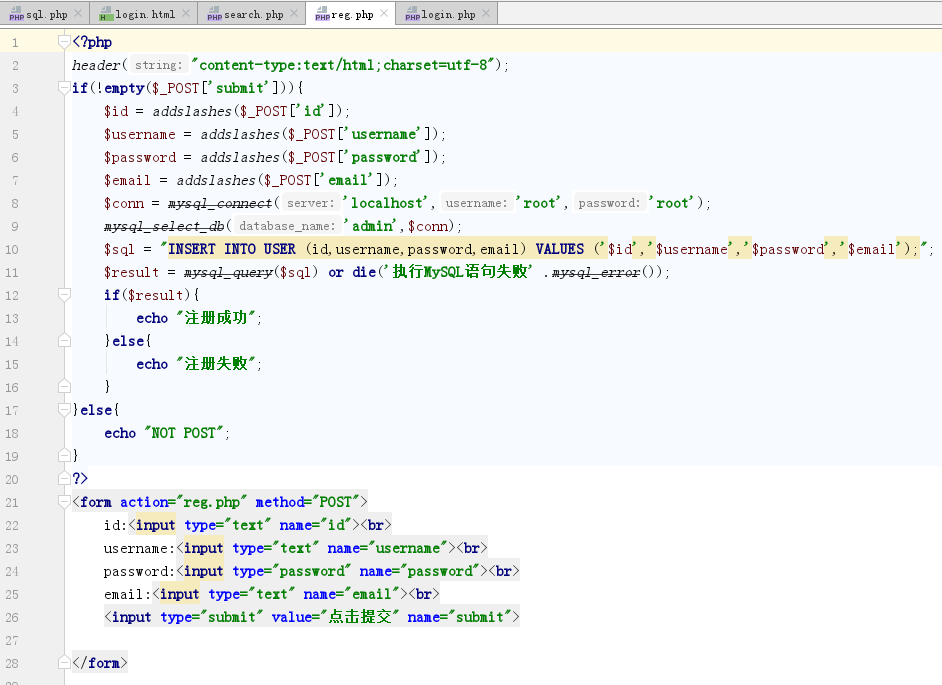 PHP sql.php × H login.html × PHP search.php × PHP reg.php × PHP login.php ×
1 <?php
2 header( string: "content-type:text/html;charset=utf-8");
3 if(!empty($_POST['submit'])){
4 $id = addslashes($_POST['id']);
5 $username = addslashes($_POST['username']);
6 $password = addslashes($_POST['password']);
7 $email = addslashes($_POST['email']);
8 $conn = mysql_connect( server: 'localhost', username: 'root', password: 'root');
9 mysql_select_db( database_name: 'admin',$conn);
10 $sql = "INSERT INTO USER (id,username,password,email) VALUES ('$id','$username','$password','$email');";
11 $result = mysql_query($sql) or die('执行MySQL语句失败' .mysql_error());
12 if($result){
13 echo "注册成功";
14 }else{
15 echo "注册失败";
16 }
17 }else{
18 echo "NOT POST";
19 }
20 ?>
21 <form action="reg.php" method="POST">
22 id:<input type="text" name="id"><br>
23 username:<input type="text" name="username"><br>
24 password:<input type="password" name="password"><br>
25 email:<input type="text" name="email"><br>
26 <input type="submit" value="点击提交" name="submit">
27
28 </form>